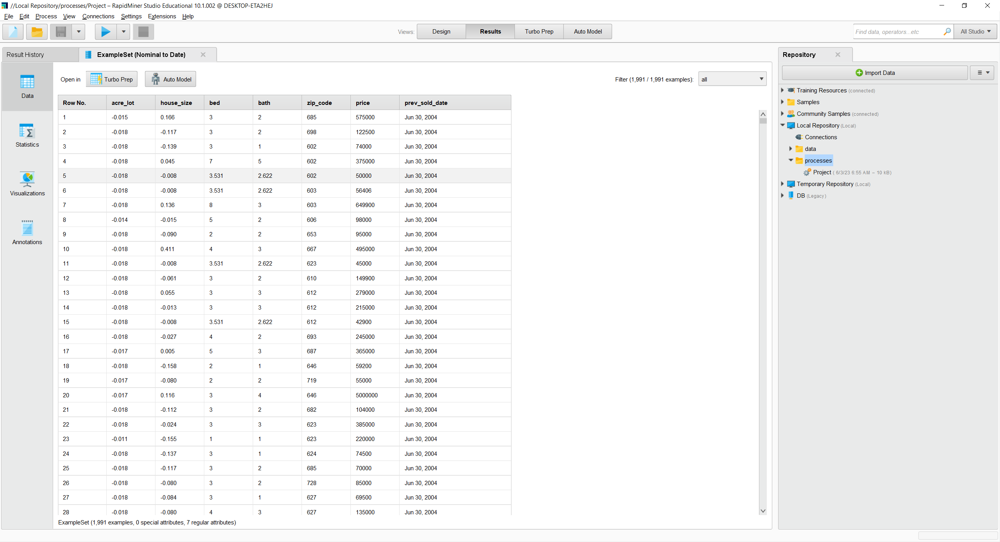 //Local Repository/processes/Project – RapidMiner Studio Educational 10.1.002 @ DESKTOP-ETA2HEJ
File Edit Process View Connections Settings Extensions Help
Views: Design Results Turbo Prep Auto Model
Find data, operators...etc All Studio
Result History
ExampleSet (Nominal to Date)
Data
Statistics
Visualizations
Annotations
Open in Turbo Prep Auto Model
Filter (1,991 / 1,991 examples): all
Row No. acre_lot house_size bed bath zip_code price prev_sold_date
1 -0.015 0.166 3 2 685 575000 Jun 30, 2004
2 -0.018 -0.117 3 2 698 122500 Jun 30, 2004
3 -0.018 -0.139 3 1 602 74000 Jun 30, 2004
4 -0.018 0.045 7 5 602 375000 Jun 30, 2004
5 -0.018 -0.008 3.531 2.622 602 50000 Jun 30, 2004
6 -0.018 -0.008 3.531 2.622 603 56406 Jun 30, 2004
7 -0.018 0.136 8 3 603 649900 Jun 30, 2004
8 -0.014 -0.015 5 2 606 98000 Jun 30, 2004
9 -0.018 -0.090 2 2 653 95000 Jun 30, 2004
10 -0.018 0.411 4 3 667 495000 Jun 30, 2004
11 -0.018 -0.008 3.531 2.622 623 45000 Jun 30, 2004
12 -0.018 -0.061 3 2 610 149900 Jun 30, 2004
13 -0.018 0.055 3 3 612 279000 Jun 30, 2004
14 -0.018 -0.013 3 3 612 215000 Jun 30, 2004
15 -0.018 -0.008 3.531 2.622 612 42900 Jun 30, 2004
16 -0.018 -0.027 4 2 693 245000 Jun 30, 2004
17 -0.017 0.005 5 3 687 365000 Jun 30, 2004
18 -0.018 -0.158 2 1 646 59200 Jun 30, 2004
19 -0.017 -0.080 2 2 719 55000 Jun 30, 2004
20 -0.017 0.116 3 4 646 5000000 Jun 30, 2004
21 -0.018 -0.112 3 2 682 104000 Jun 30, 2004
22 -0.018 -0.024 3 3 623 385000 Jun 30, 2004
23 -0.011 -0.155 1 1 623 220000 Jun 30, 2004
24 -0.018 -0.137 3 1 624 74500 Jun 30, 2004
25 -0.018 -0.117 3 2 685 70000 Jun 30, 2004
26 -0.018 -0.080 3 2 728 85000 Jun 30, 2004
27 -0.018 -0.084 3 1 627 69500 Jun 30, 2004
28 -0.018 -0.080 4 3 627 135000 Jun 30, 2004
ExampleSet (1,991 examples, 0 special attributes, 7 regular attributes)
Repository
Import Data
Training Resources (connected)
Samples
Community Samples (connected)
Local Repository (Local)
Connections
data
processes
Project ( 6/3/23 6:55 AM – 10 kB)
Temporary Repository (Local)
DB (Legacy)